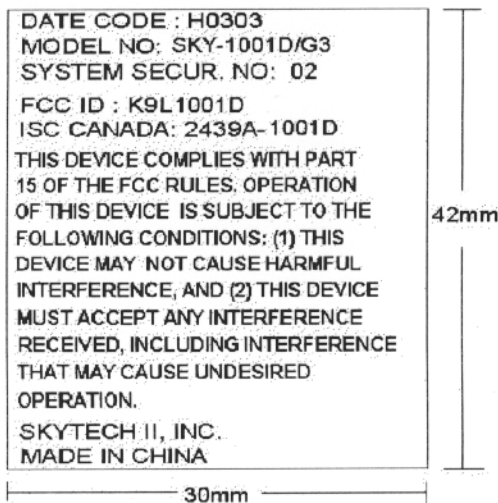 DATE CODE : H0303
MODEL NO: SKY-1001D/G3
SYSTEM SECUR. NO: 02
FCC ID : K9L1001D
ISC CANADA: 2439A-1001D
THIS DEVICE COMPLIES WITH PART
15 OF THE FCC RULES. OPERATION
OF THIS DEVICE IS SUBJECT TO THE
FOLLOWING CONDITIONS: (1) THIS
DEVICE MAY NOT CAUSE HARMFUL
INTERFERENCE, AND (2) THIS DEVICE
MUST ACCEPT ANY INTERFERENCE
RECEIVED, INCLUDING INTERFERENCE
THAT MAY CAUSE UNDESIRED
OPERATION.
SKYTECH II, INC.
MADE IN CHINA
42mm
30mm